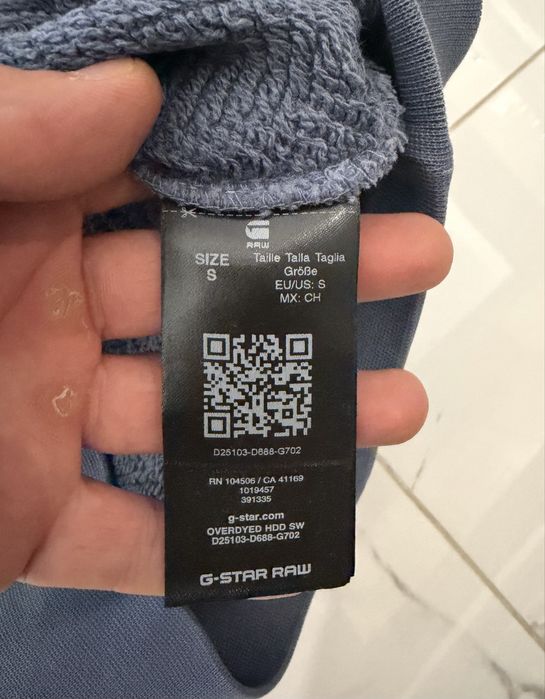 RAW
SIZE
S
Taille Talla Taglia
Größe
EU/US: S
MX: CH
D25103-D688-G702
RN 104506 / CA 41169
1019457
391335
g-star.com
OVERDYED HDD SW
D25103-D688-G702
G-STAR RAW